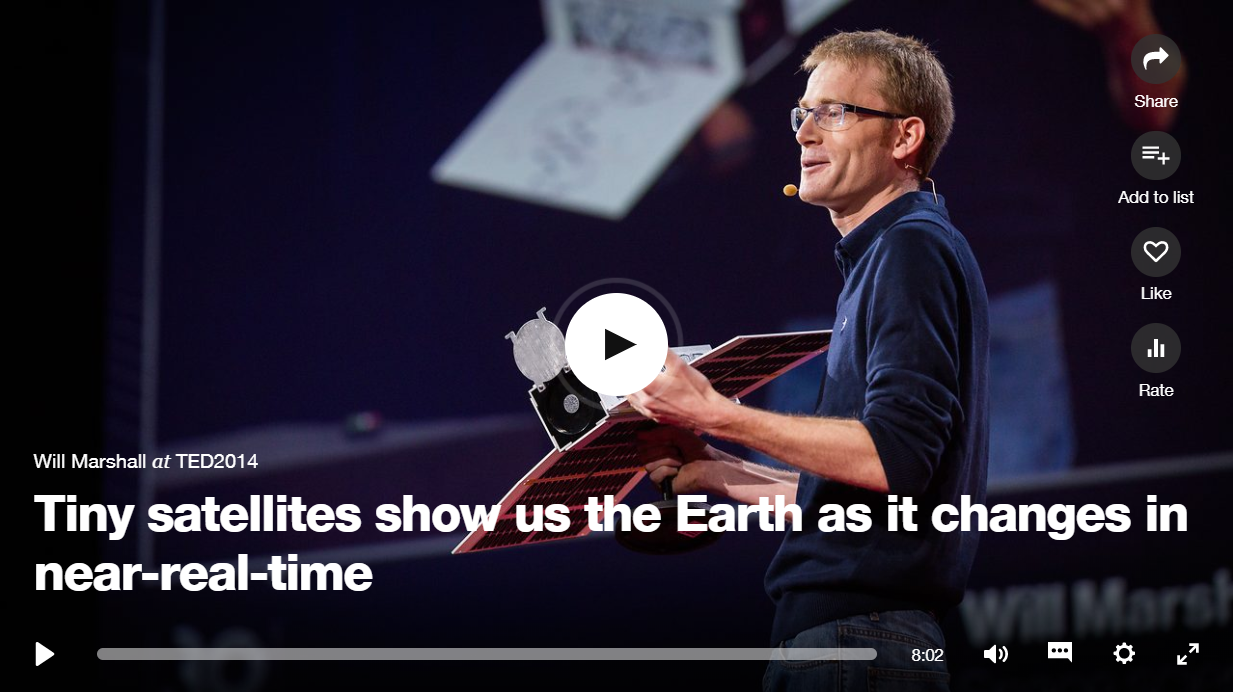 Share
Add to list
Like
Rate
Will Marshall at TED2014
Tiny satellites show us the Earth as it changes in
near-real-time
Will Marsh
8:02